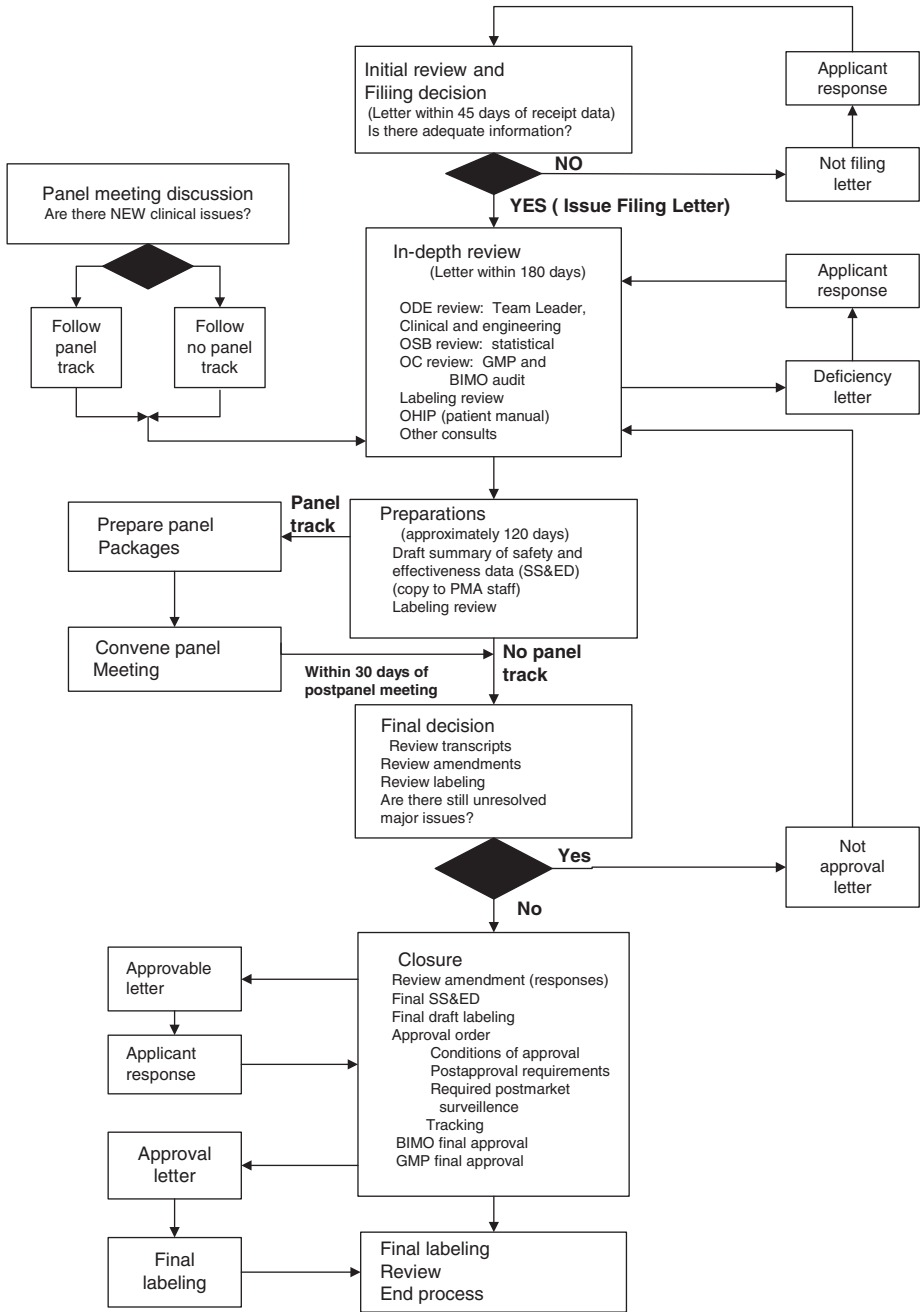 Initial review and
Filiing decision
(Letter within 45 days of receipt data)
Is there adequate information?
Applicant
response
NO
Not filing
letter
YES ( Issue Filing Letter)
Panel meeting discussion
Are there NEW clinical issues?
Follow
panel
track
Follow
no panel
track
In-depth review
(Letter within 180 days)
ODE review: Team Leader,
Clinical and engineering
OSB review: statistical
OC review: GMP and
BIMO audit
Labeling review
OHIP (patient manual)
Other consults
Applicant
response
Deficiency
letter
Panel
track
Prepare panel
Packages
Preparations
(approximately 120 days)
Draft summary of safety and
effectiveness data (SS&ED)
(copy to PMA staff)
Labeling review
Convene panel
Meeting
Within 30 days of
postpanel meeting
No panel
track
Final decision
Review transcripts
Review amendments
Review labeling
Are there still unresolved
major issues?
Yes
Not
approval
letter
No
Closure
Review amendment (responses)
Final SS&ED
Final draft labeling
Approval order
Conditions of approval
Postapproval requirements
Required postmarket
surveillence
Tracking
BIMO final approval
GMP final approval
Approvable
letter
Applicant
response
Approval
letter
Final
labeling
Final labeling
Review
End process